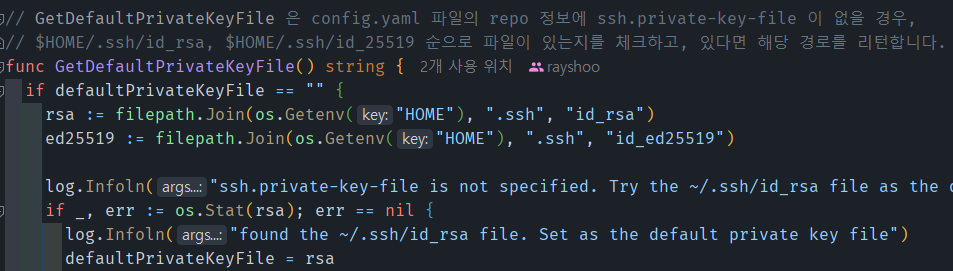 // GetDefaultPrivateKeyFile 은 config.yaml 파일의 repo 정보에 ssh.private-key-file 이 없을 경우,
// $HOME/.ssh/id_rsa, $HOME/.ssh/id_25519 순으로 파일이 있는지를 체크하고, 있다면 해당 경로를 리턴합니다.
func GetDefaultPrivateKeyFile() string { 2개 사용 위치 rayshoo
if defaultPrivateKeyFile == "" {
rsa := filepath.Join(os.Getenv( key: "HOME"), ".ssh", "id_rsa")
ed25519 := filepath.Join(os.Getenv( key: "HOME"), ".ssh", "id_ed25519")
log.Infoln( args...: "ssh.private-key-file is not specified. Try the ~/.ssh/id_rsa file as the
if _, err := os.Stat(rsa); err == nil {
log.Infoln( args...: "found the ~/.ssh/id_rsa file. Set as the default private key file")
defaultPrivateKeyFile = rsa